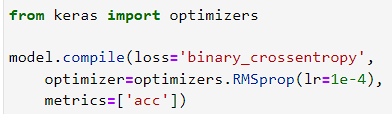 from keras import optimizers
model.compile(loss='binary_crossentropy',
optimizer=optimizers.RMSprop(lr=1e-4),
metrics=['acc'])